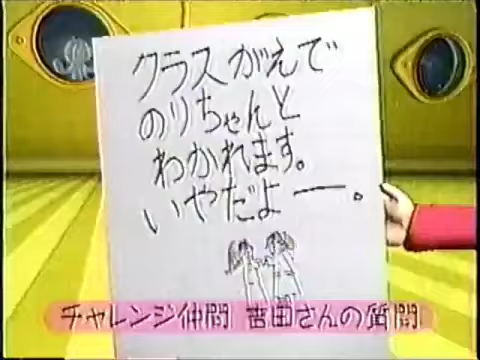 クラスがえで
のりちゃんと
わかれます。
いやだよー。
チャレンジ仲間 吉田さんの質問